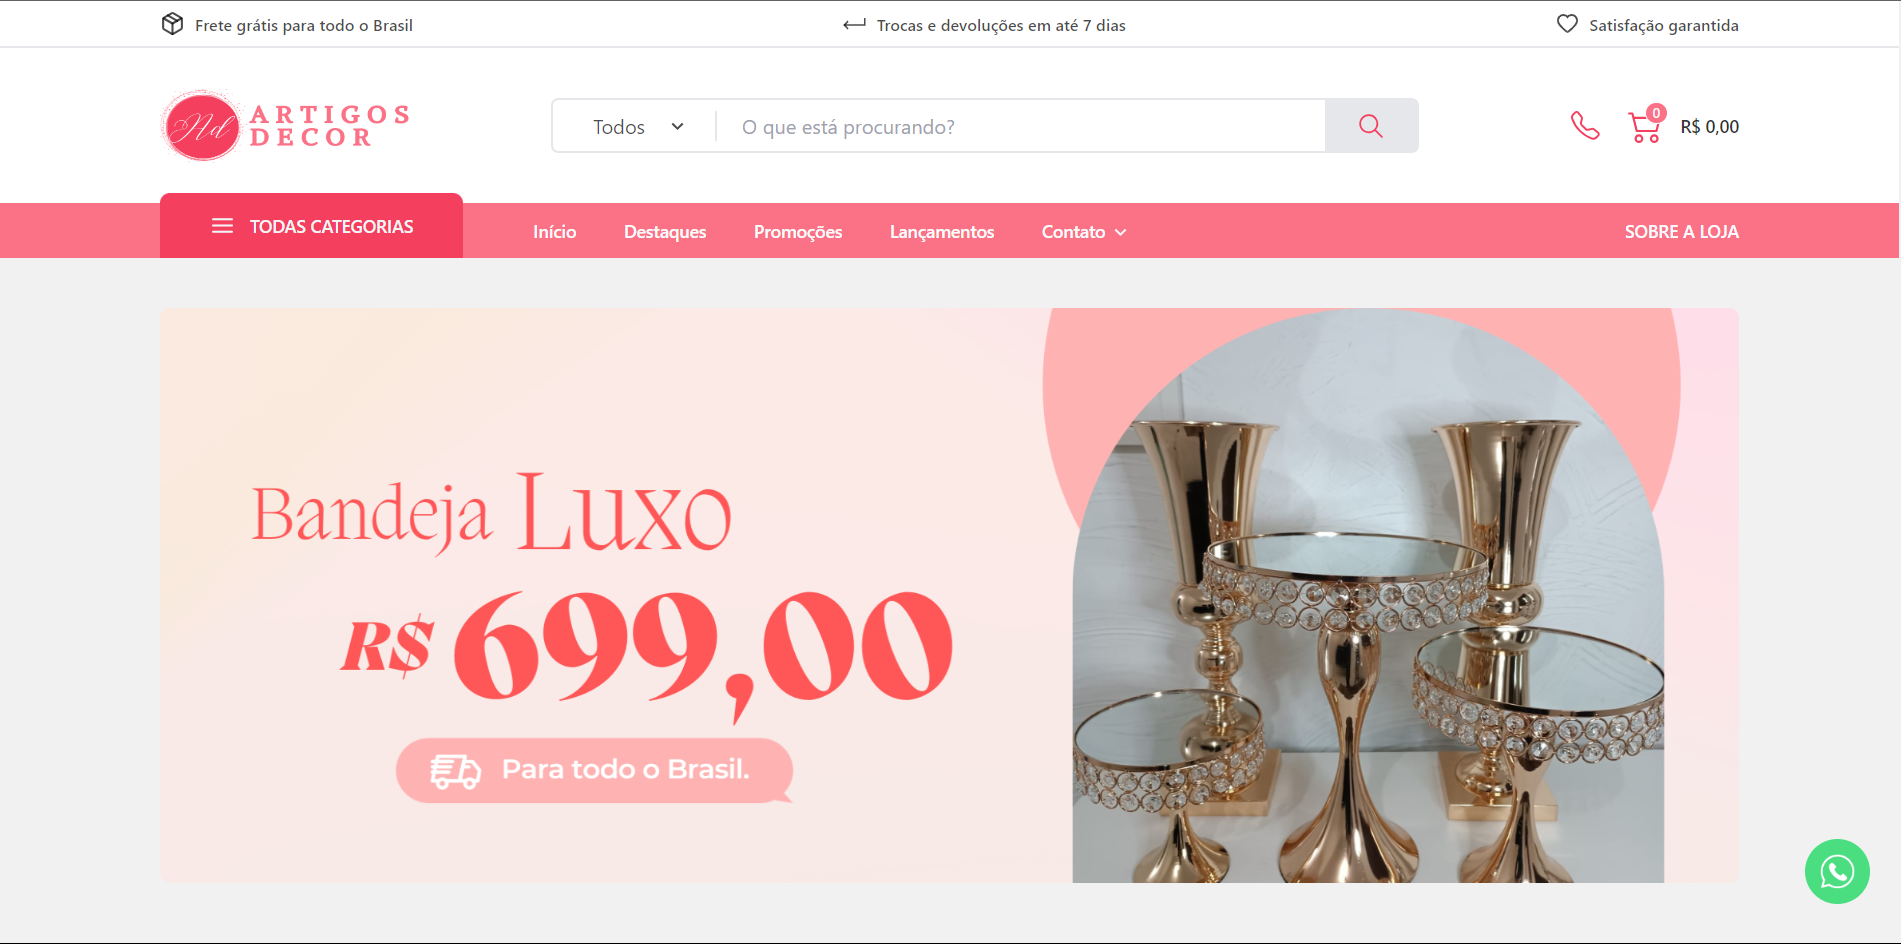 Frete grátis para todo o Brasil
Trocas e devoluções em até 7 dias
Satisfação garantida
Nd
ARTIGOS
DECOR
Todos
O que está procurando?
0
R$ 0,00
TODAS CATEGORIAS
Início
Destaques
Promoções
Lançamentos
Contato
SOBRE A LOJA
Bandeja Luxo
R$ 699,00
Para todo o Brasil.